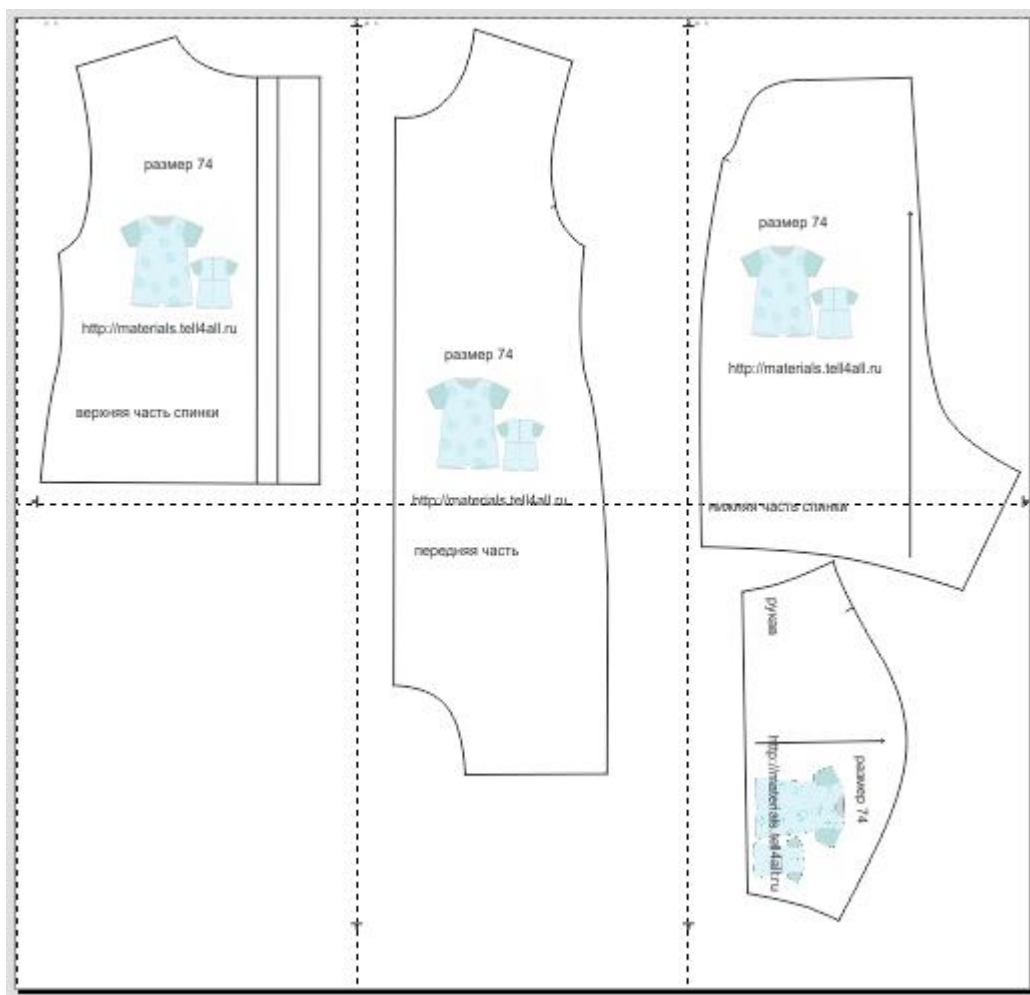 размер 74
http://materials.tell4all.ru
верхняя часть спинки
размер 74
http://materials.tell4all.ru
передняя часть
размер 74
http://materials.tell4all.ru
нижняя часть спинки
рукав
http://materials.tell4all.ru
размер 74